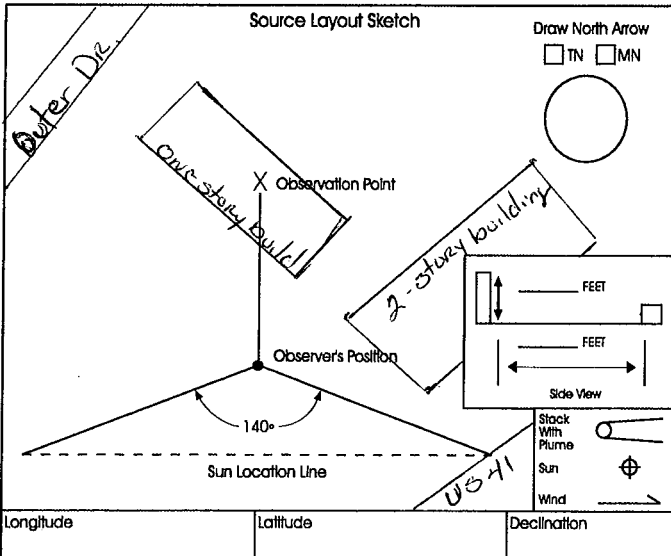 Source Layout Sketch
Draw North Arrow
TN MN
Outer Dr.
One story build
X Observation Point
2-story building
FEET
FEET
Side View
Observer's Position
140°
Sun Location Line
US 41
Stack
With
Plume
Sun
Wind
Longitude Latitude Declination